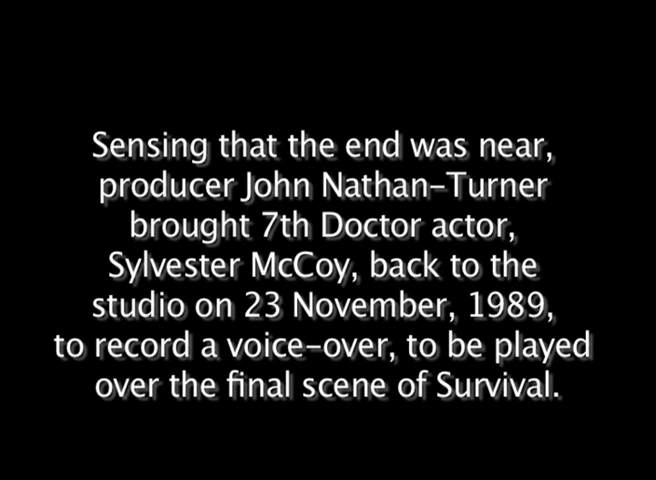 Sensing that the end was near,
producer John Nathan-Turner
brought 7th Doctor actor,
Sylvester McCoy, back to the
studio on 23 November, 1989,
to record a voice-over, to be played
over the final scene of Survival.